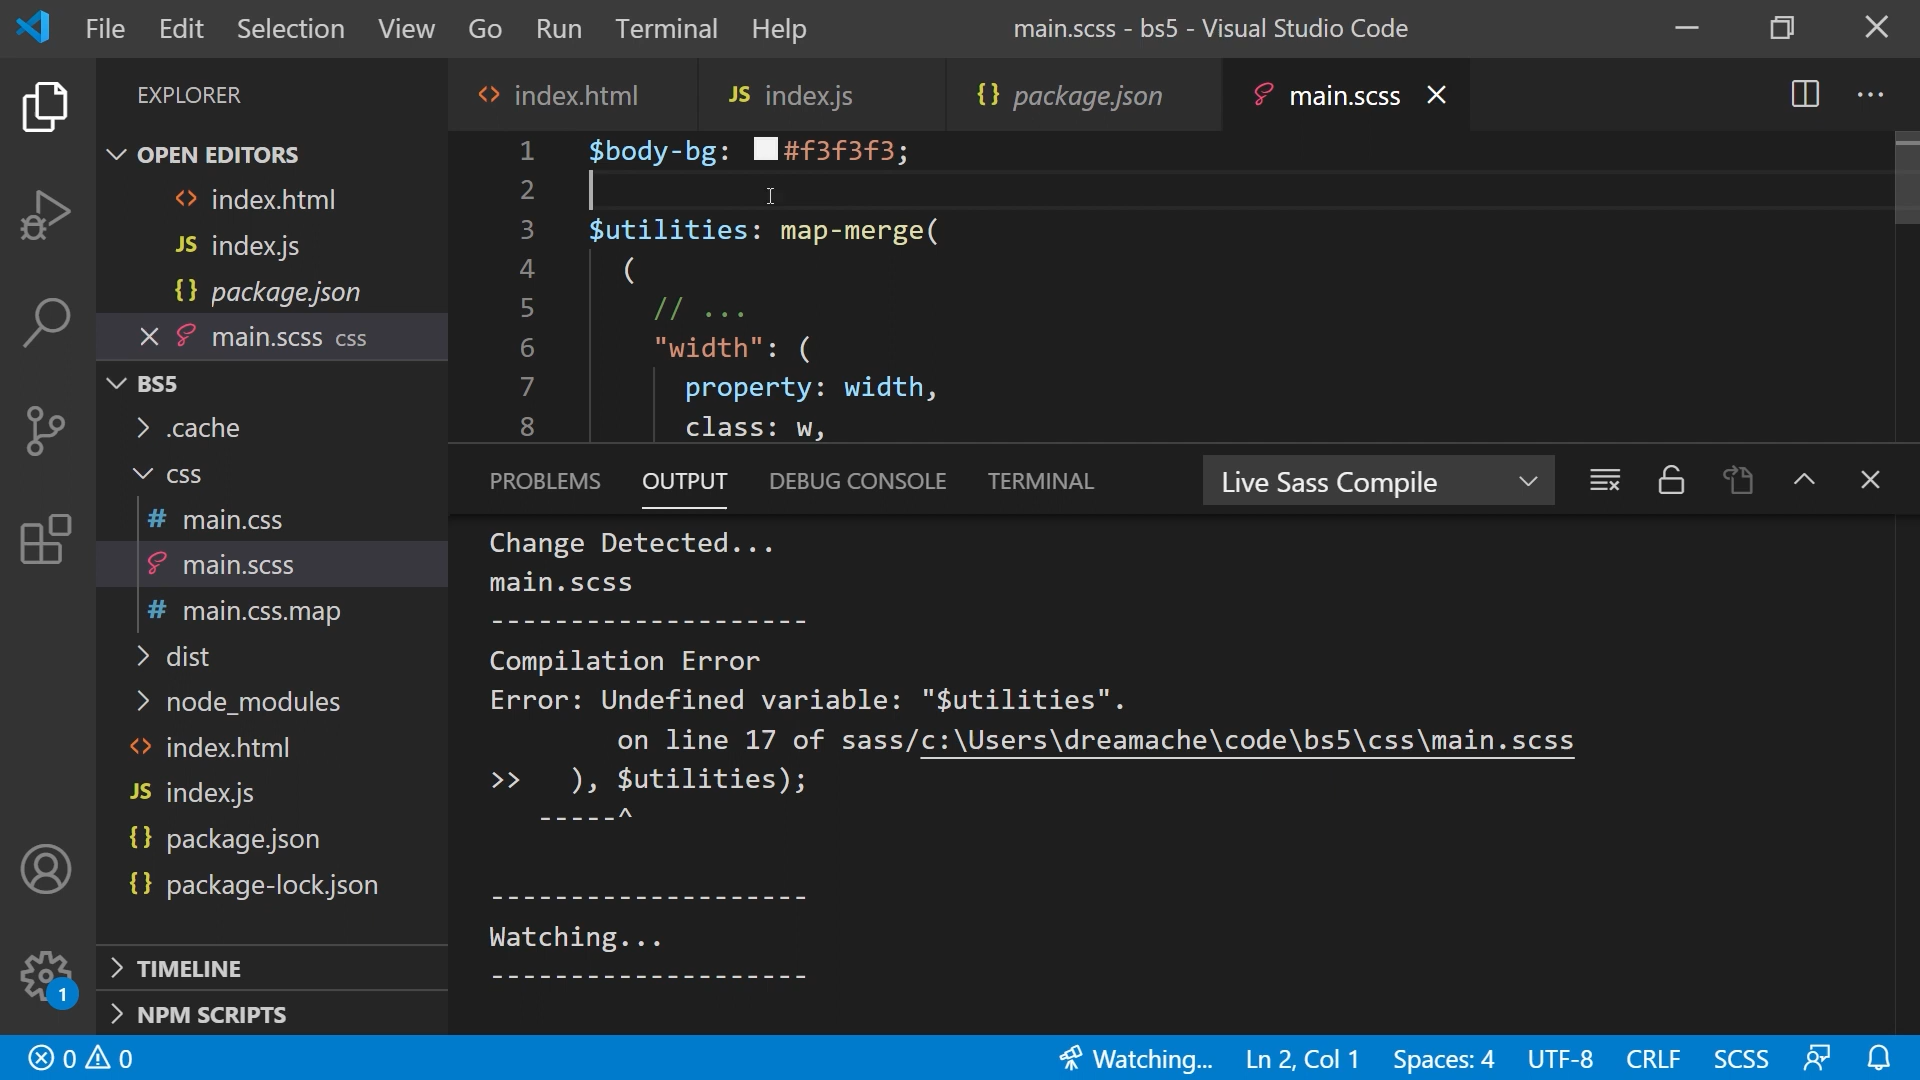 File Edit Selection View Go Run Terminal Help main.scss - bs5 - Visual Studio Code
EXPLORER
OPEN EDITORS
index.html
JS index.js
{} package.json
main.scss css
BS5
.cache
css
# main.css
main.scss
# main.css.map
dist
node_modules
<> index.html
JS index.js
{} package.json
{} package-lock.json
TIMELINE
NPM SCRIPTS
1
<> index.html JS index.js {} package.json main.scss
1 $body-bg: #f3f3f3;
2
3 $utilities: map-merge(
4 (
5 // ...
6 "width": (
7 property: width,
8 class: w,
PROBLEMS OUTPUT DEBUG CONSOLE TERMINAL Live Sass Compile
Change Detected...
main.scss
--------------------
Compilation Error
Error: Undefined variable: "$utilities".
on line 17 of sass/c:\Users\dreamache\code\bs5\css\main.scss
>> ), $utilities);
-----^
--------------------
Watching...
--------------------
0 0 Watching... Ln 2, Col 1 Spaces: 4 UTF-8 CRLF SCSS